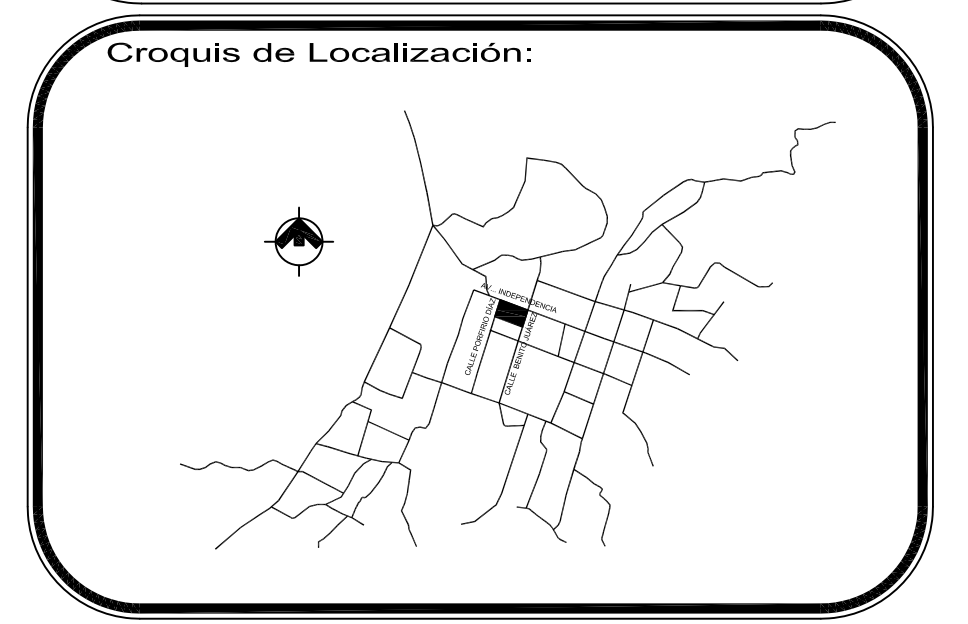 Croquis de Localización:
AV... INDEPENDENCIA
CALLE PORFIRIO DÍAZ
CALLE BENITO JUÁREZ